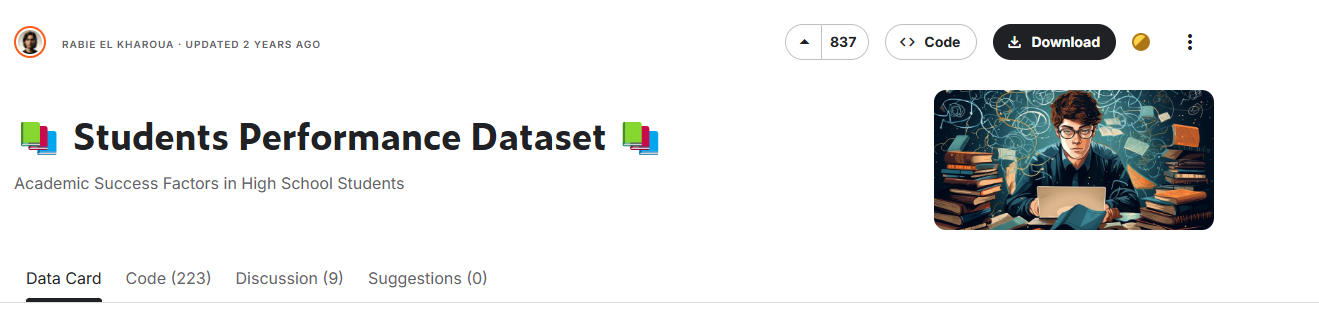 RABIE EL KHAROUA · UPDATED 2 YEARS AGO
837
Code
Download
Students Performance Dataset
Academic Success Factors in High School Students
Data Card
Code (223)
Discussion (9)
Suggestions (0)